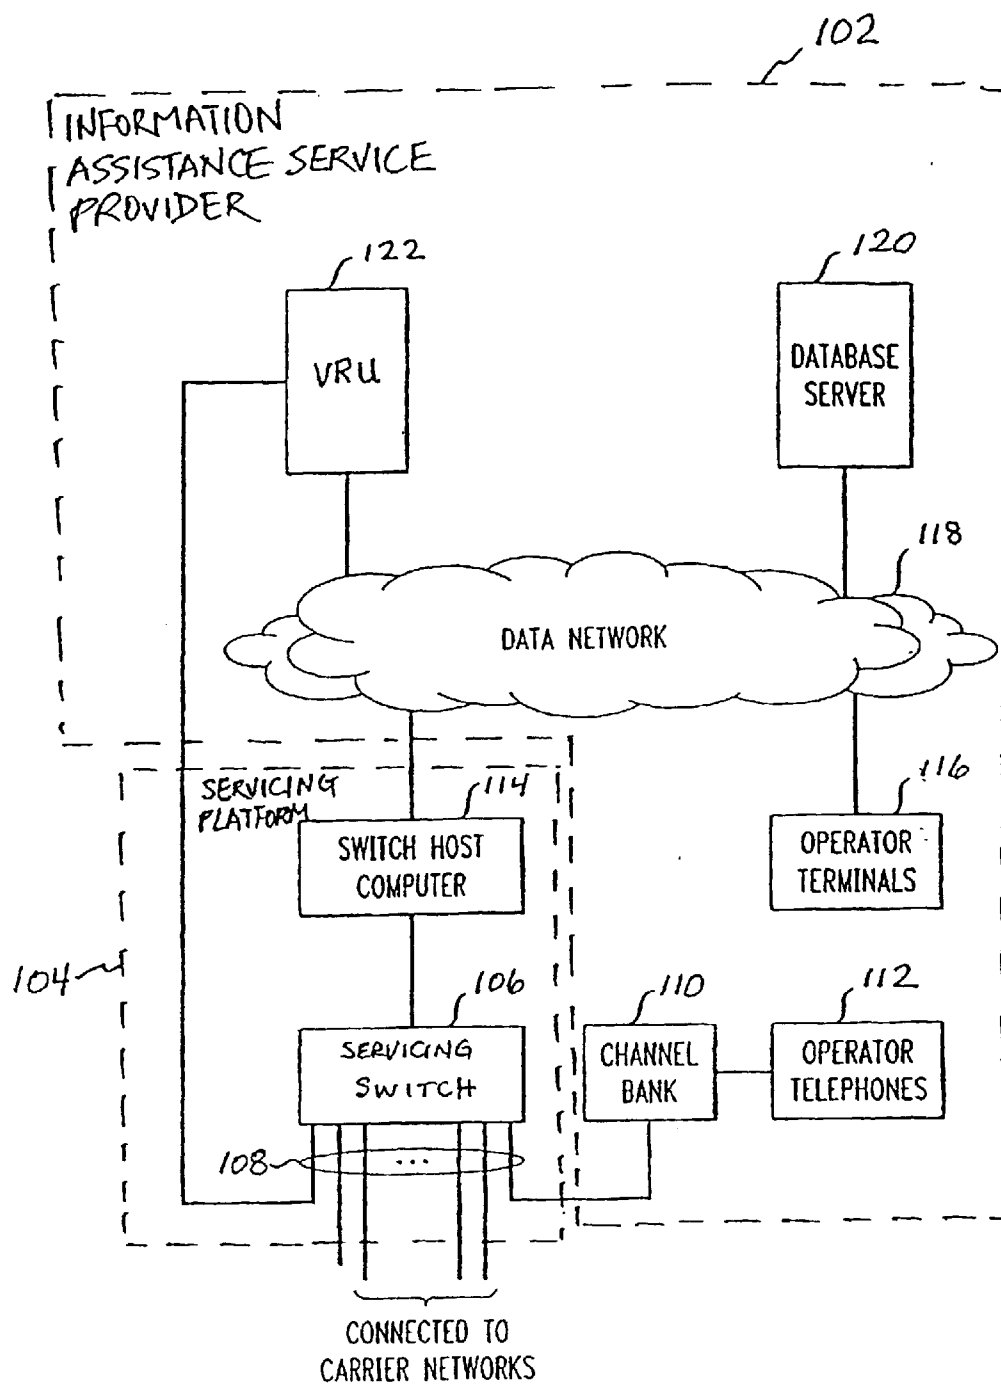 102
INFORMATION
ASSISTANCE SERVICE
PROVIDER
122
120
VRU
DATABASE
SERVER
118
DATA NETWORK
SERVICING
PLATFORM
114
116
SWITCH HOST
COMPUTER
OPERATOR
TERMINALS
104
106
110
112
SERVICING
SWITCH
CHANNEL
BANK
OPERATOR
TELEPHONES
108
...
CONNECTED TO
CARRIER NETWORKS